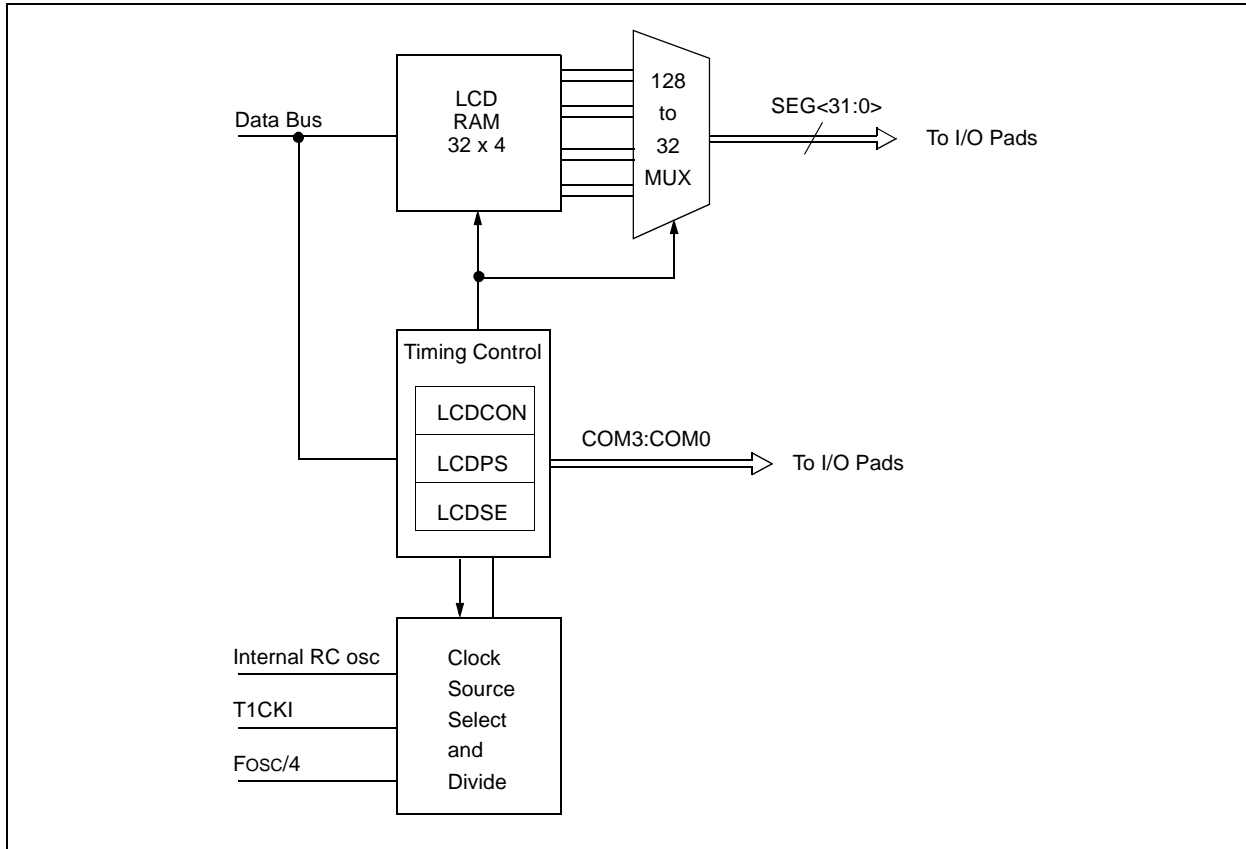 LCD
RAM
32 x 4
128
to
32
MUX
SEG<31:0>
Data Bus
To I/O Pads
Timing Control
LCDCON
LCDPS
LCDSE
COM3:COM0
To I/O Pads
Internal RC osc
T1CKI
FOSC/4
Clock
Source
Select
and
Divide